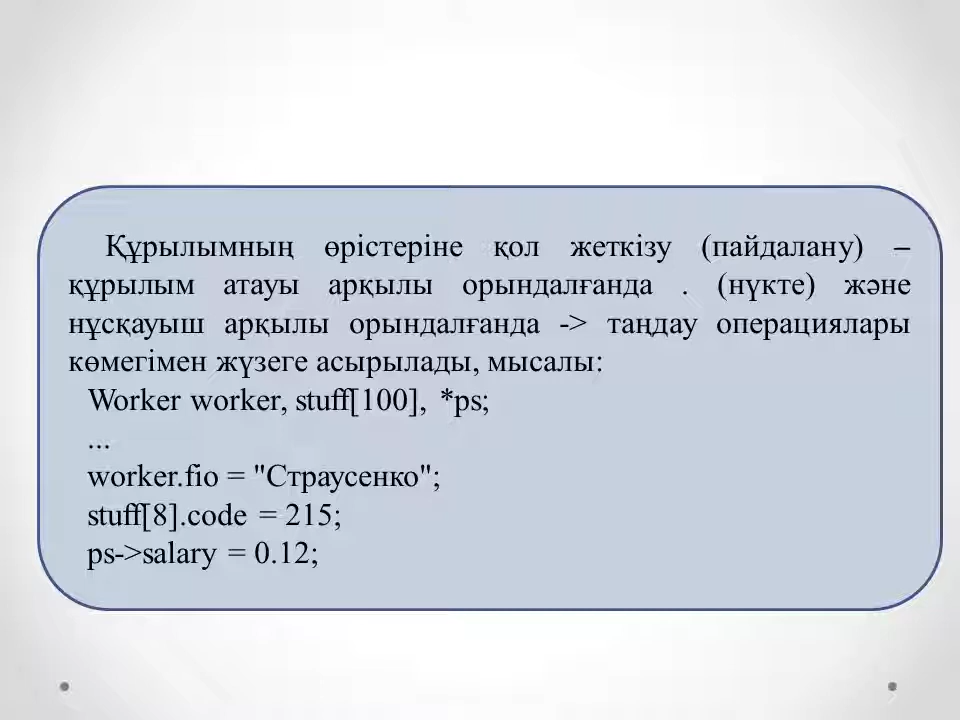 Құрылымның өрістеріне қол жеткізу (пайдалану) –
құрылым атауы арқылы орындалғанда . (нүкте) және
нұсқауыш арқылы орындалғанда -> таңдау операциялары
көмегімен жүзеге асырылады, мысалы:
Worker worker, stuff[100], *ps;
...
worker.fio = "Страусенко";
stuff[8].code = 215;
ps->salary = 0.12;